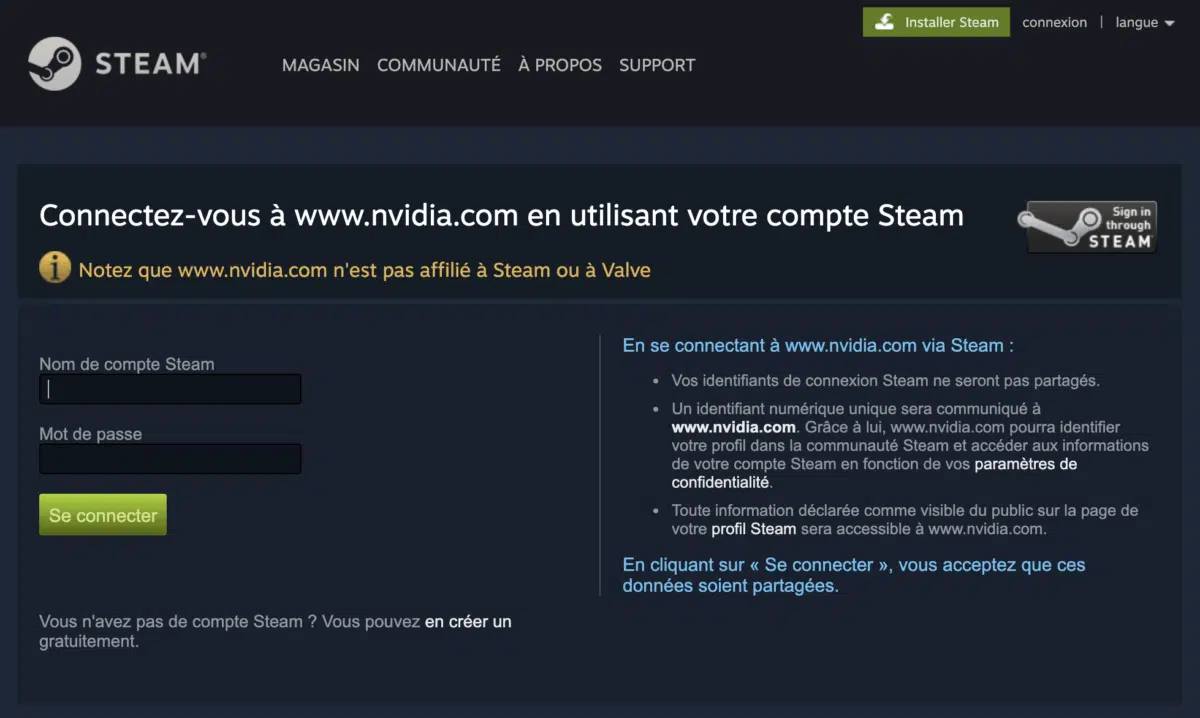 Installer Steam connexion | langue
STEAM®
MAGASIN COMMUNAUTÉ À PROPOS SUPPORT
Connectez-vous à www.nvidia.com en utilisant votre compte Steam
Sign in
through
STEAM
Notez que www.nvidia.com n'est pas affilié à Steam ou à Valve
Nom de compte Steam
Mot de passe
Se connecter
Vous n'avez pas de compte Steam ? Vous pouvez en créer un
gratuitement.
En se connectant à www.nvidia.com via Steam :
• Vos identifiants de connexion Steam ne seront pas partagés.
• Un identifiant numérique unique sera communiqué à
www.nvidia.com. Grâce à lui, www.nvidia.com pourra identifier
votre profil dans la communauté Steam et accéder aux informations
de votre compte Steam en fonction de vos paramètres de
confidentialité.
• Toute information déclarée comme visible du public sur la page de
votre profil Steam sera accessible à www.nvidia.com.
En cliquant sur « Se connecter », vous acceptez que ces
données soient partagées.